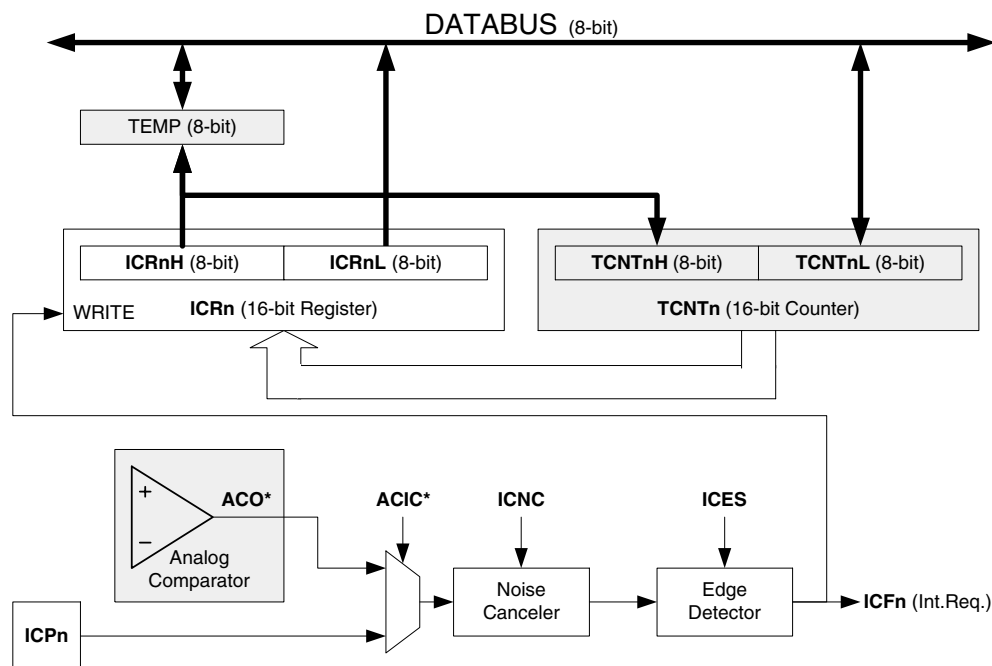 DATABUS (8-bit)
TEMP (8-bit)
ICRnH (8-bit) ICRnL (8-bit)
TCNTnH (8-bit) TCNTnL (8-bit)
WRITE
ICRn (16-bit Register)
TCNTn (16-bit Counter)
+
−
ACO*
Analog
Comparator
ACIC*
ICNC
ICES
Noise
Canceler
Edge
Detector
ICFn (Int.Req.)
ICPn